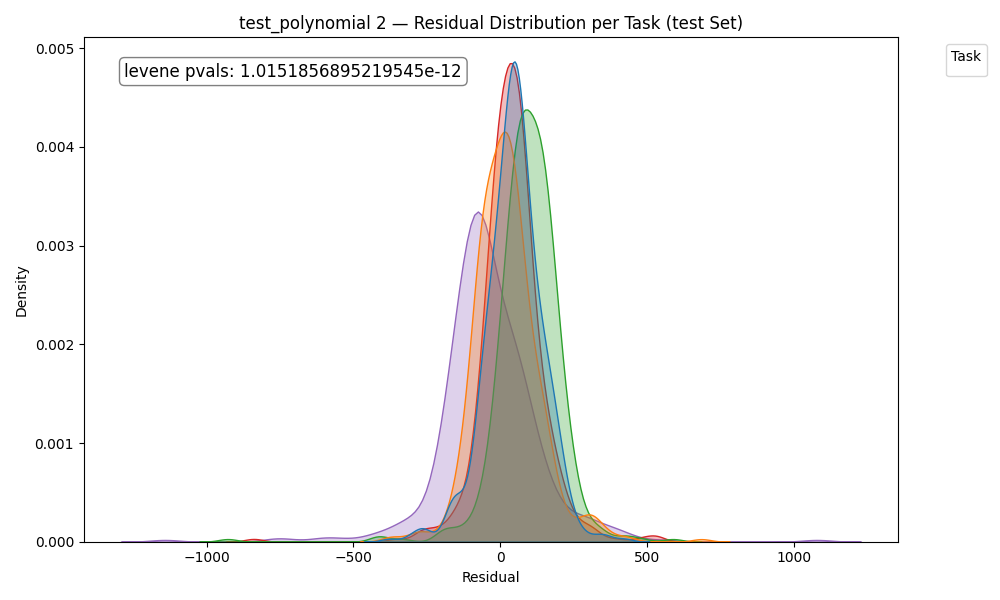 test_polynomial 2 — Residual Distribution per Task (test Set)
levene pvals: 1.0151856895219545e-12
Task
0.005
0.004
0.003
0.002
0.001
0.000
Density
−1000
−500
0
500
1000
Residual